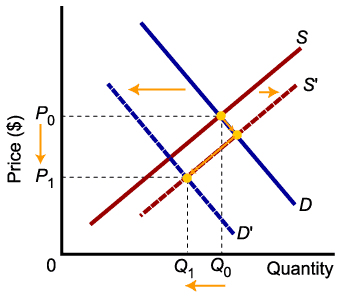 S
S'
P0
Price ($)
P1
D
D'
0
Q1
Q0
Quantity